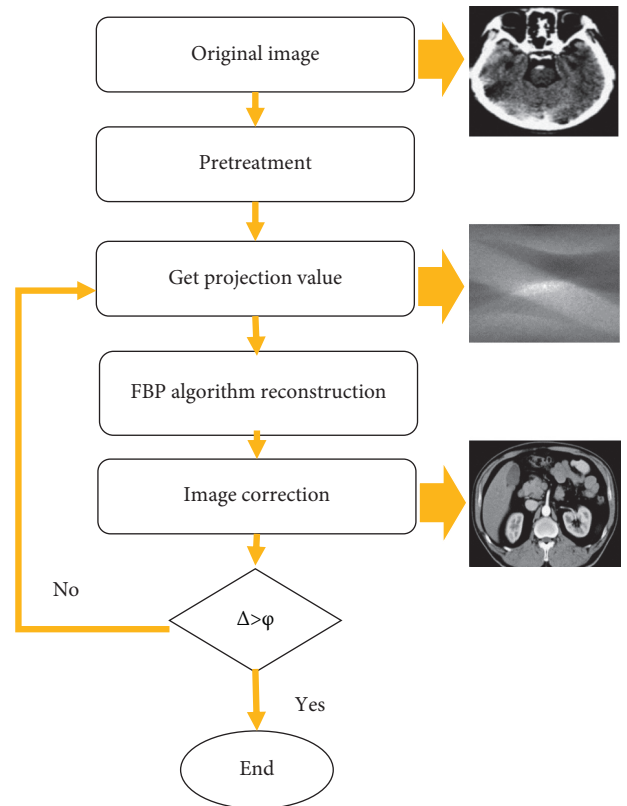 Original image
Pretreatment
Get projection value
FBP algorithm reconstruction
Image correction
No
Δ>φ
Yes
End